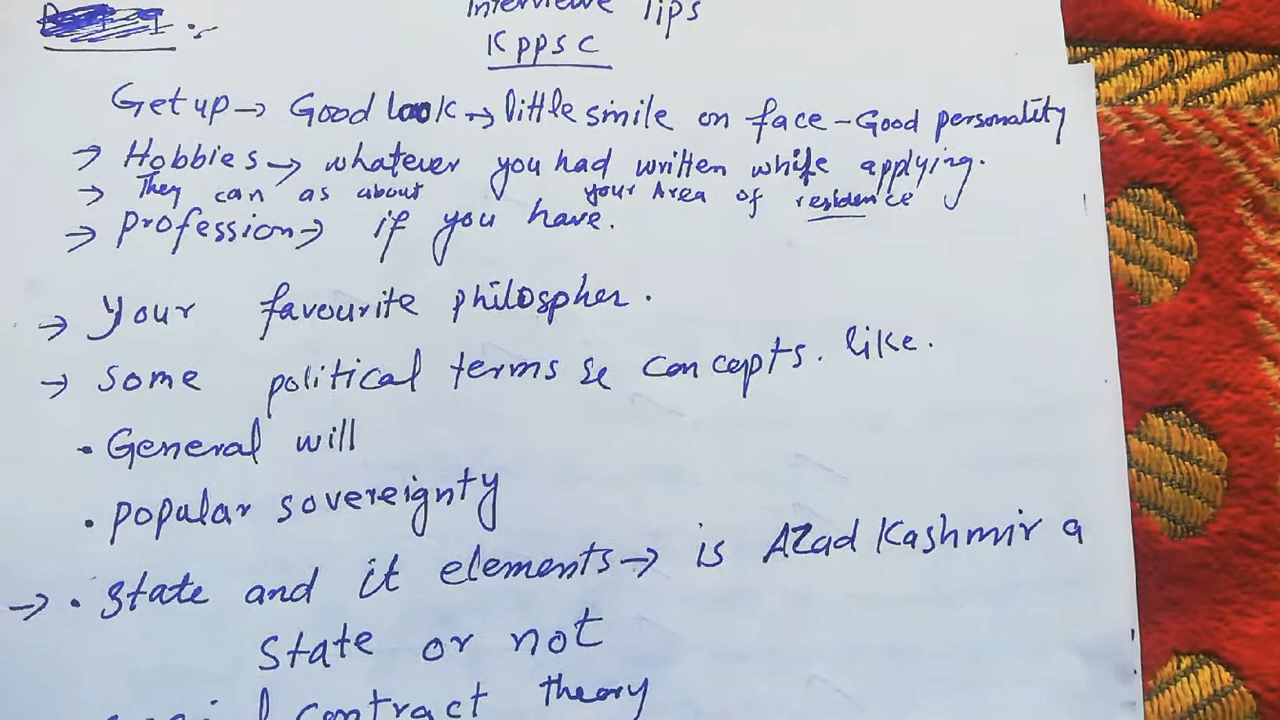 Interviewe Tips
KPPSC
Get up → Good look → little smile on face - Good personality
→ Hobbies → whatever you had written while applying.
→ They can as about your Area of residence
→ Profession → if you have.
→ Your favourite philospher.
→ Some political terms & concepts. like.
• General will
• popular sovereignty
→ • State and it elements → is Azad Kashmir a
State or not
social contract theory